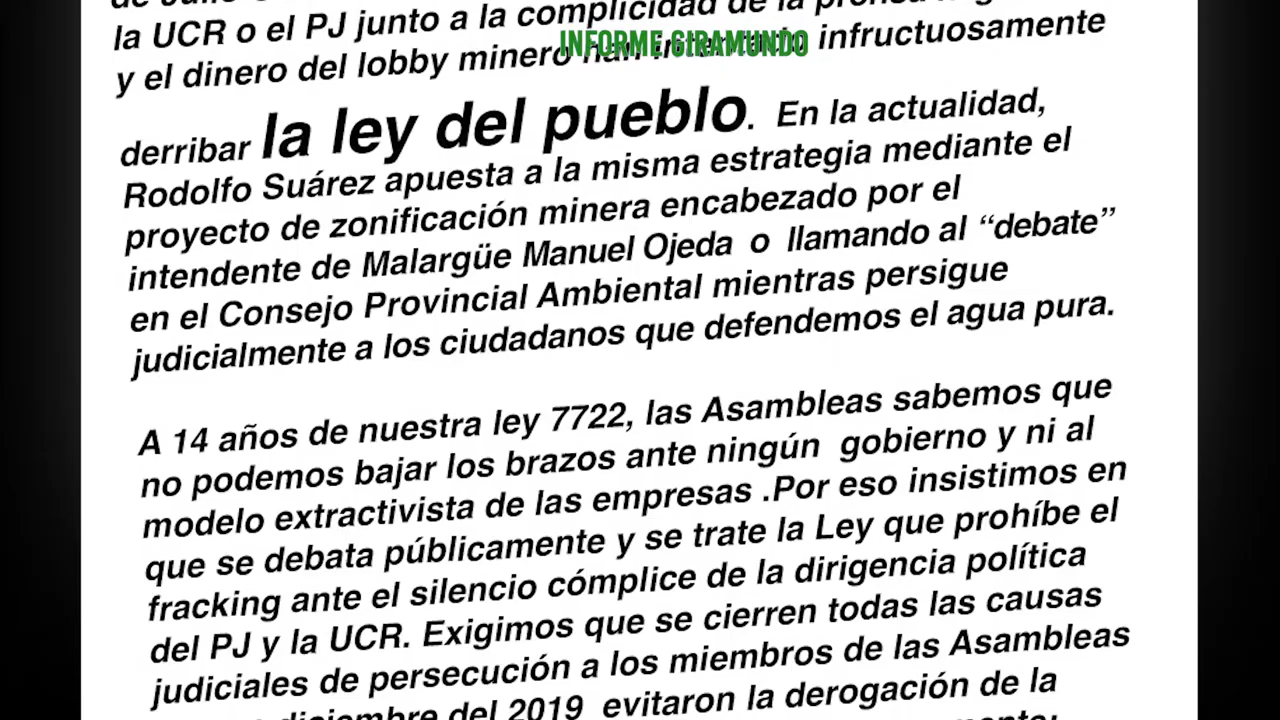 la UCR o el PJ junto a la complicidad de la prensa
INFORME GIRAMUNDO
y el dinero del lobby minero han intentado infructuosamente
derribar la ley del pueblo. En la actualidad,
Rodolfo Suárez apuesta a la misma estrategia mediante el
proyecto de zonificación minera encabezado por el
intendente de Malargüe Manuel Ojeda o llamando al “debate”
en el Consejo Provincial Ambiental mientras persigue
judicialmente a los ciudadanos que defendemos el agua pura.
A 14 años de nuestra ley 7722, las Asambleas sabemos que
no podemos bajar los brazos ante ningún gobierno y ni al
modelo extractivista de las empresas .Por eso insistimos en
que se debata públicamente y se trate la Ley que prohíbe el
fracking ante el silencio cómplice de la dirigencia política
del PJ y la UCR. Exigimos que se cierren todas las causas
judiciales de persecución a los miembros de las Asambleas
diciembre del 2019 evitaron la derogación de la